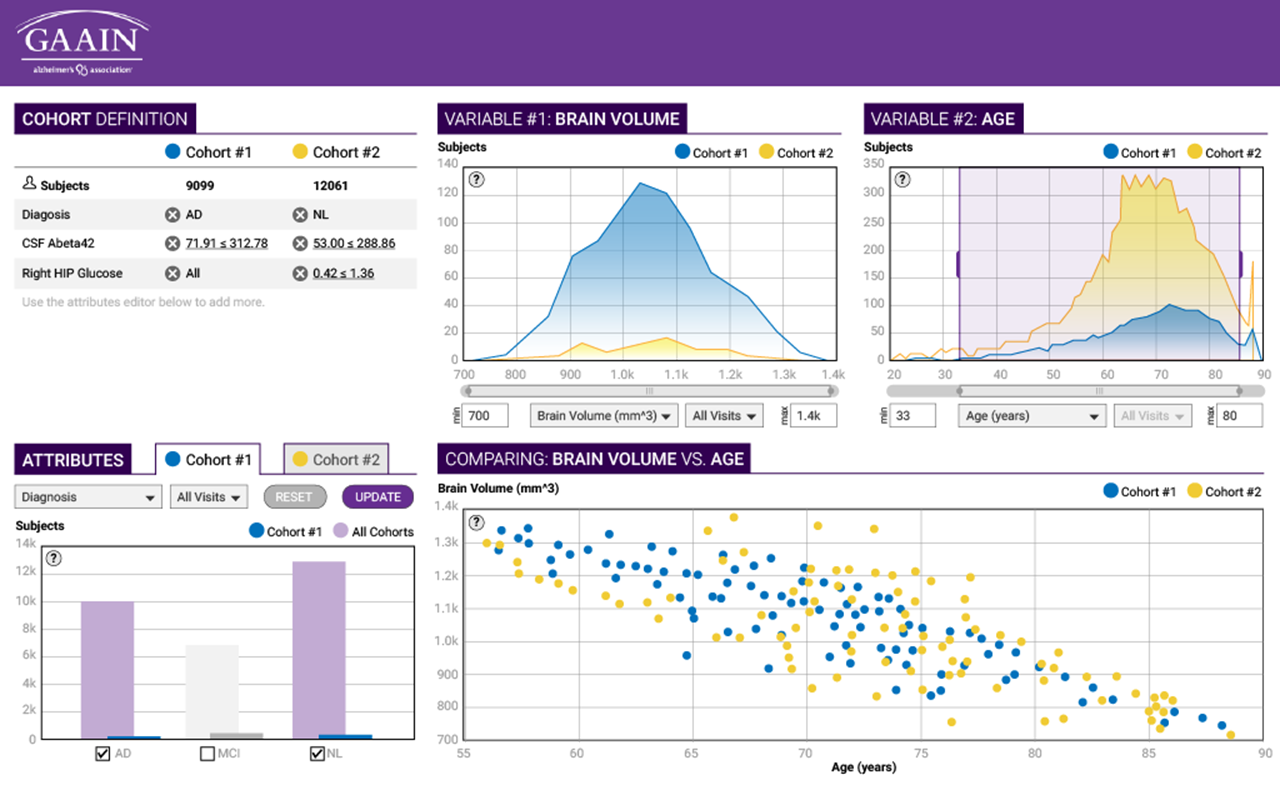 GAAIN
alzheimer's association®
COHORT DEFINITION
Cohort #1 Cohort #2
Subjects 9099 12061
Diagosis AD NL
CSF Abeta42 71.91 ≤ 312.78 53.00 ≤ 288.86
Right HIP Glucose All 0.42 ≤ 1.36
Use the attributes editor below to add more.
VARIABLE #1: BRAIN VOLUME
Subjects
Cohort #1 Cohort #2
140
?
120
100
80
60
40
20
0
700 800 900 1.0k 1.1k 1.2k 1.3k 1.4k
min 700 Brain Volume (mm^3) All Visits max 1.4k
VARIABLE #2: AGE
Subjects
Cohort #1 Cohort #2
350
?
300
250
200
150
100
50
0
20 30 40 50 60 70 80 90
min 33 Age (years) All Visits max 80
ATTRIBUTES Cohort #1 Cohort #2
Diagnosis All Visits RESET UPDATE
Subjects
Cohort #1 All Cohorts
14k
?
12k
10k
8k
6k
4k
2k
0
AD MCI NL
COMPARING: BRAIN VOLUME VS. AGE
Brain Volume (mm^3)
Cohort #1 Cohort #2
1.4k
?
1.3k
1.2k
1.1k
1.0k
900
800
700
55 60 65 70 75 80 85 90
Age (years)